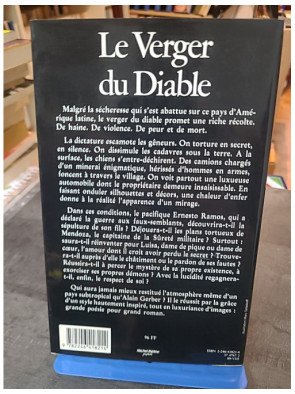 Le Verger
du Diable
Malgré la sécheresse qui s'est abattue sur ce pays d'Amé-
rique latine, le verger du diable promet une riche récolte.
De haine. De violence. De peur et de mort.
La dictature escamote les gêneurs. On torture en secret,
en silence. On dissimule les cadavres sous la terre. À la
surface, les chiens s'entre-déchirent. Des camions chargés
d'un minerai énigmatique, hérissés d'hommes en armes,
foncent à travers le village. On voit partout une luxueuse
automobile dont le propriétaire demeure insaisissable. En
faisant onduler silhouettes et décors, une chaleur d'enfer
donne à la réalité l'apparence d'un mirage.
Dans ces conditions, le pacifique Ernesto Ramos, qui a
déclaré la guerre aux faux-semblants, découvrira-t-il la
sépulture de son fils ? Déjouera-t-il les plans tortueux de
Mendoza, le capitaine de la Sûreté militaire ? Surtout :
saura-t-il réinventer pour Luisa, dame de pique ou dame de
cœur, l'amour dont il croit avoir perdu le secret ? Trouve-
ra-t-il auprès d'elle le châtiment ou le pardon de ses fautes ?
Réussira-t-il à percer le mystère de sa propre existence, à
exorciser ses propres démons ? Avec la lucidité regagnera-
t-il, enfin, le respect de soi ?
Qui aura jamais mieux restitué l'atmosphère même d'un
pays subtropical qu'Alain Gerber ? Il le réussit par la grâce
d'un style hautement inspiré, tout en luxuriance d'images :
grande poésie pour grand roman.
96 FF